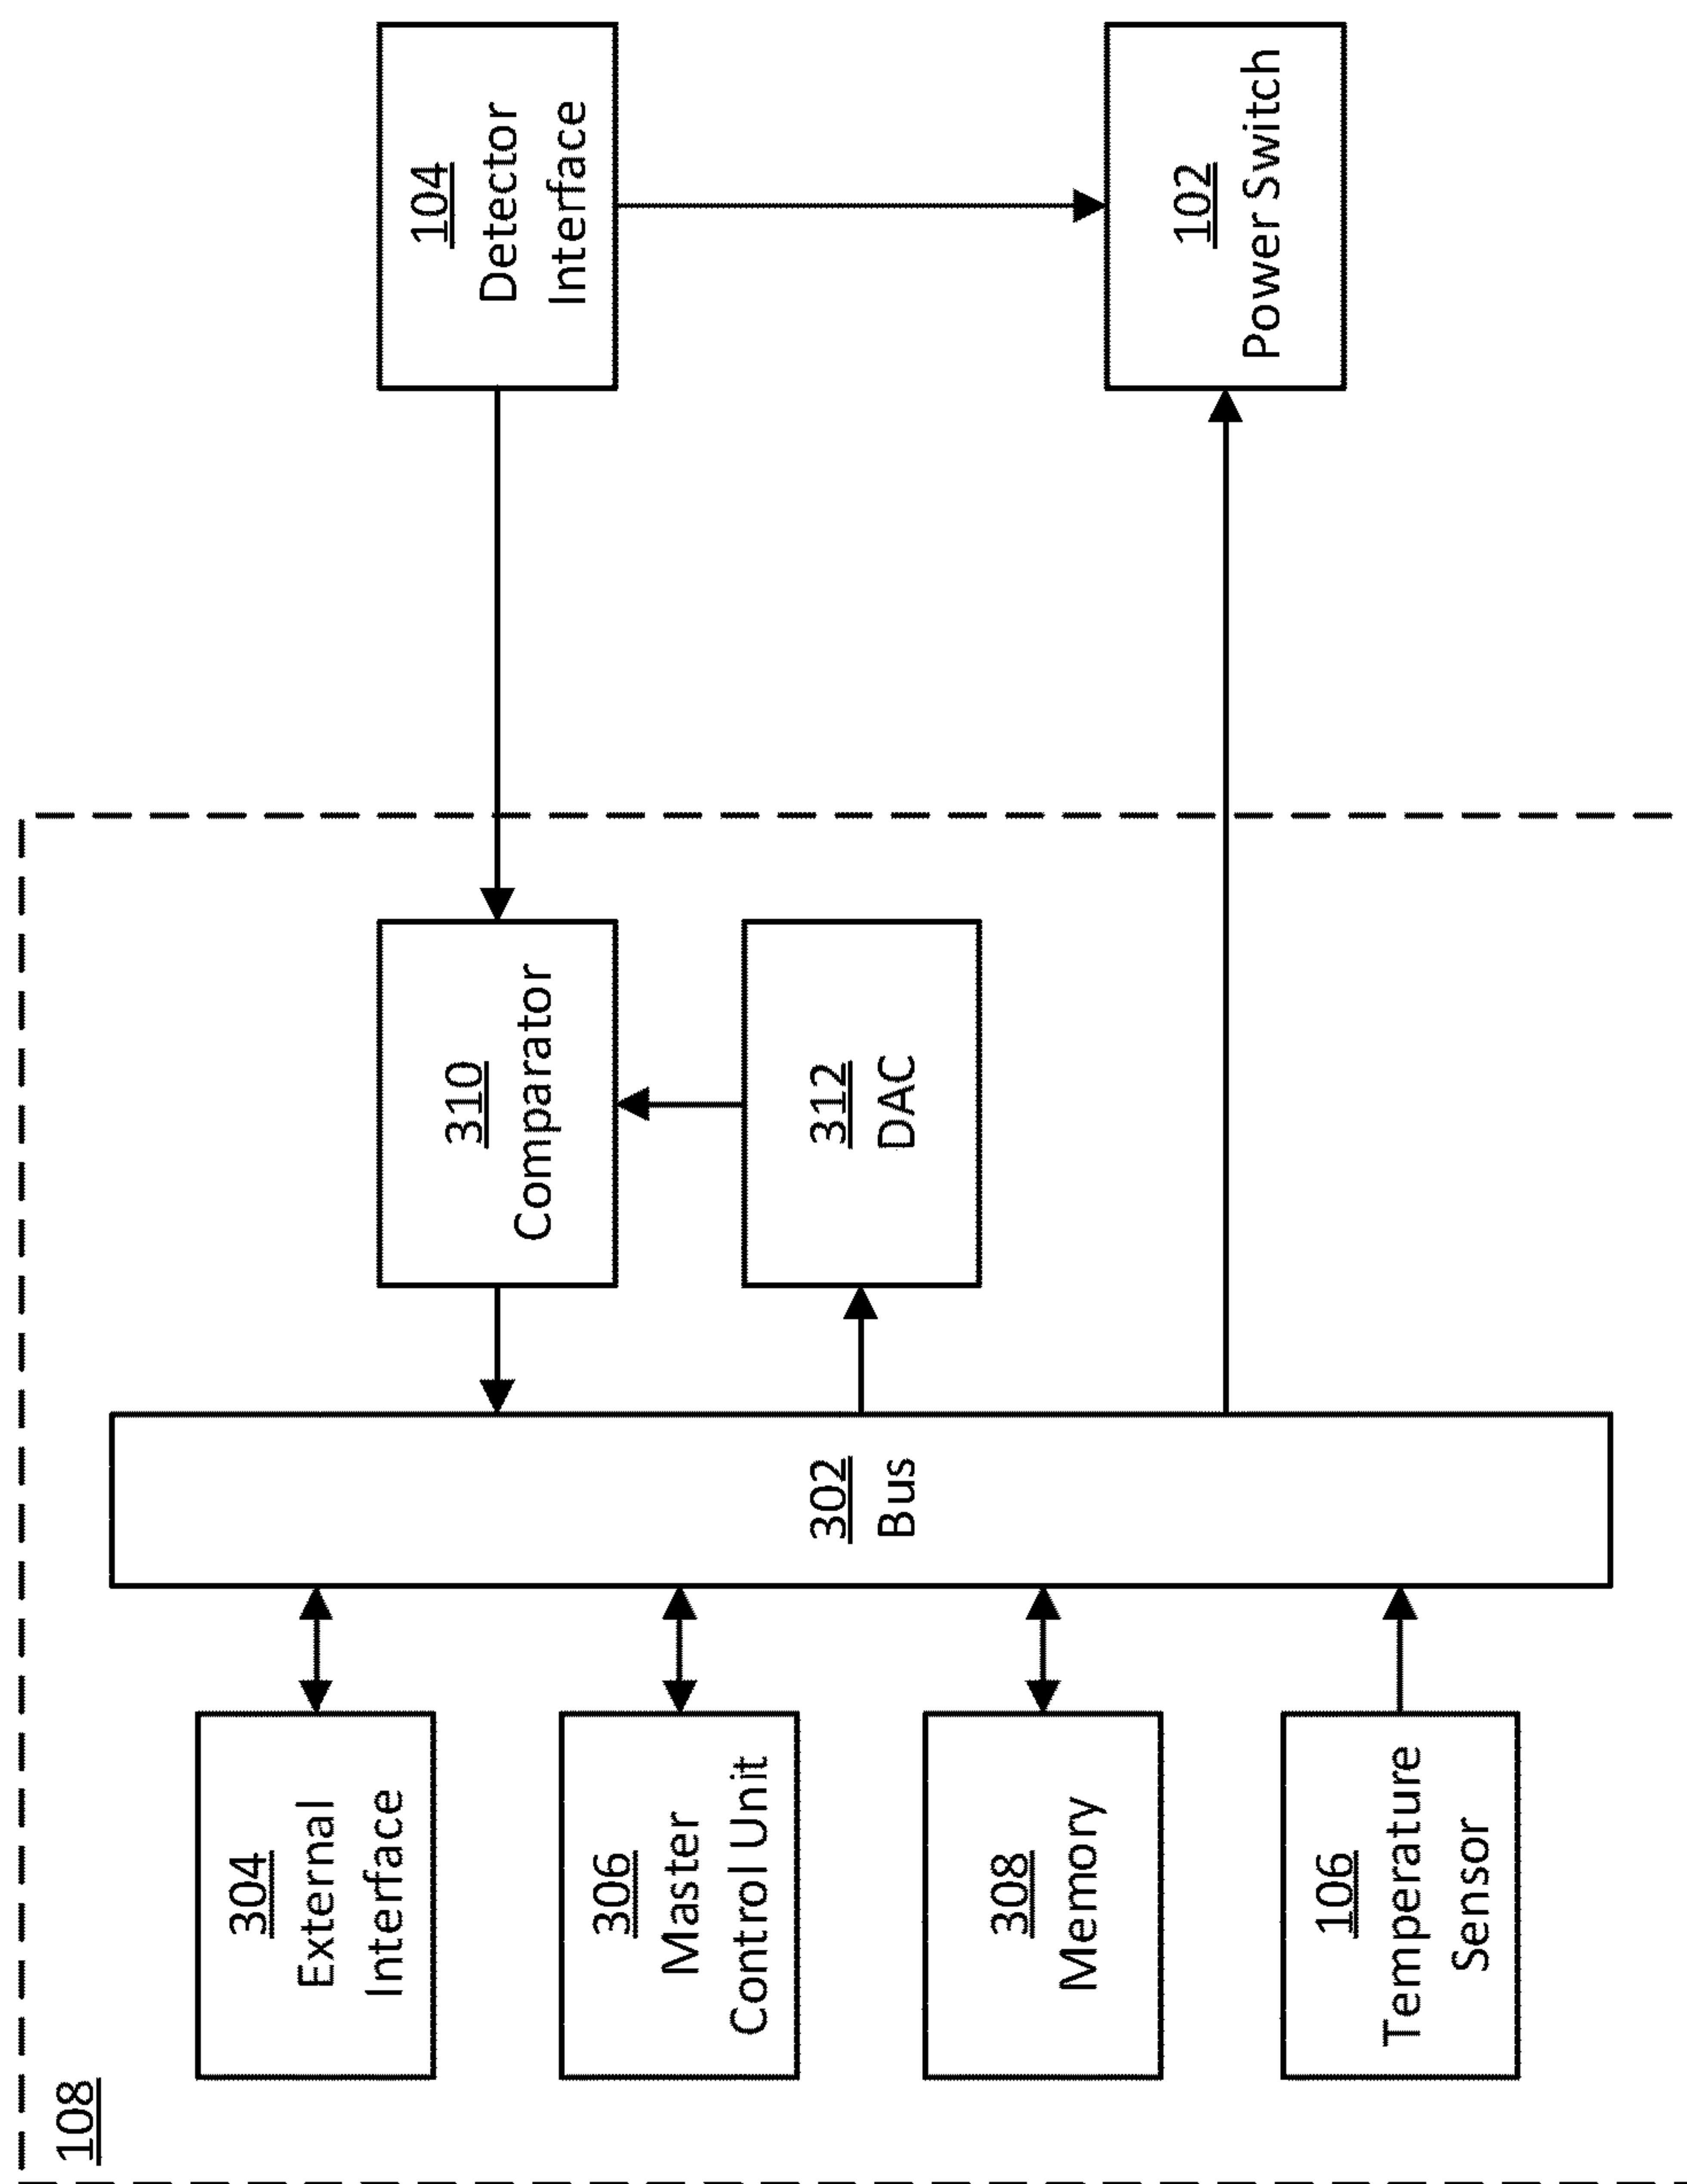 108
304
External
Interface
306
Master
Control Unit
308
Memory
106
Temperature
Sensor
302
Bus
310
Comparator
312
DAC
104
Detector
Interface
102
Power Switch